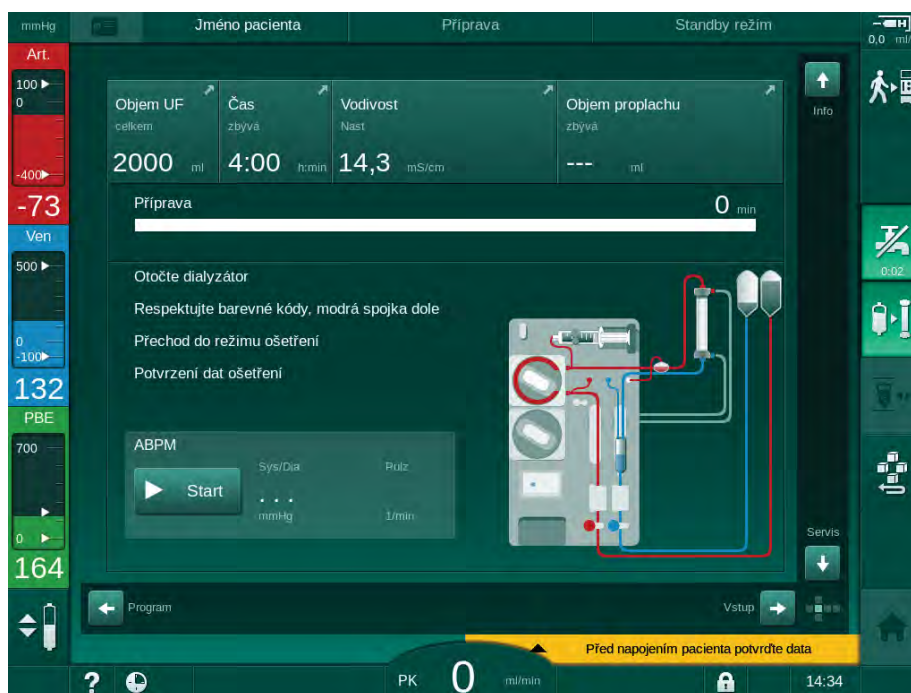 mmHg
Jméno pacienta
Příprava
Standby režim
0,0 ml/
Art.
100
0
-400
-73
Ven
500
0
-100
132
PBE
700
0
164
Objem UF
celkem
2000 ml
Čas
zbývá
4:00 h:min
Vodivost
Nast
14,3 mS/cm
Objem proplachu
zbývá
--- ml
Info
Příprava
0 min
Otočte dialyzátor
Respektujte barevné kódy, modrá spojka dole
Přechod do režimu ošetření
Potvrzení dat ošetření
ABPM
Start
Sys/Dia
. . .
mmHg
Pulz
1/min
0:02
Servis
Program
Vstup
Před napojením pacienta potvrďte data
? PK 0 ml/min 14:34